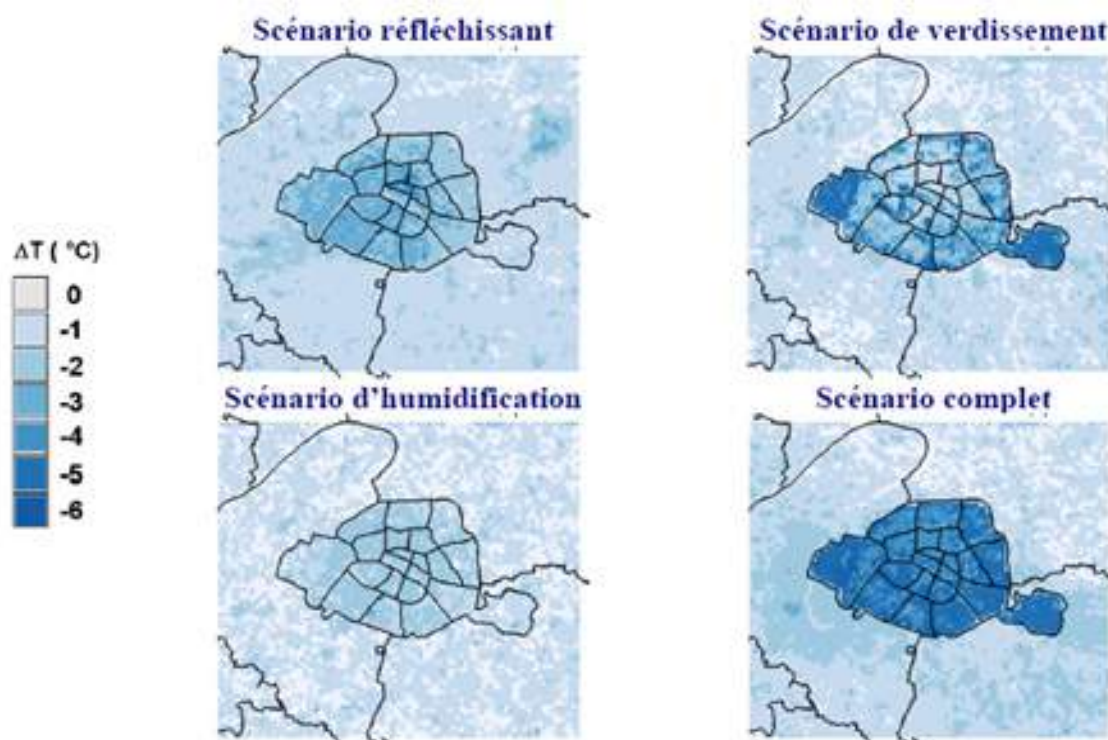 Scénario réfléchissant
Scénario de verdissement
ΔT ( °C)
0
-1
-2
-3
-4
-5
-6
Scénario d'humidification
Scénario complet